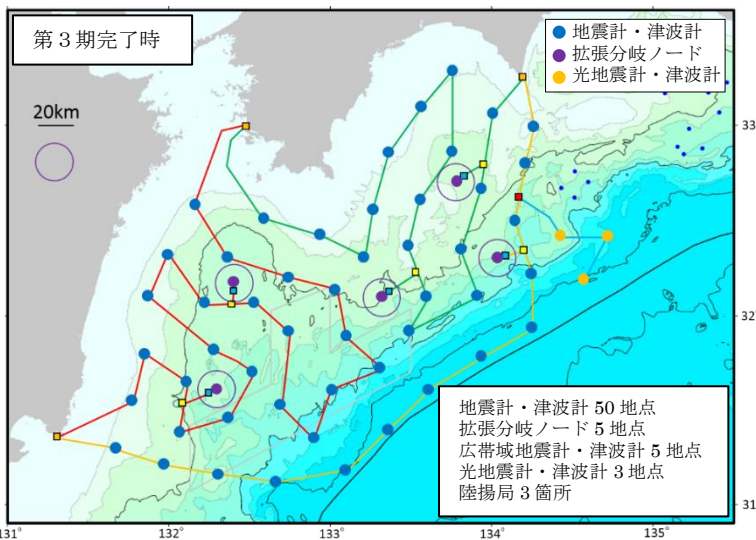 第３期完了時
地震計・津波計
拡張分岐ノード
光地震計・津波計
20km
33
32
地震計・津波計 50 地点
拡張分岐ノード 5 地点
広帯域地震計・津波計 5 地点
光地震計・津波計 3 地点
陸揚局 3 箇所
31
131°
132°
133°
134°
135°